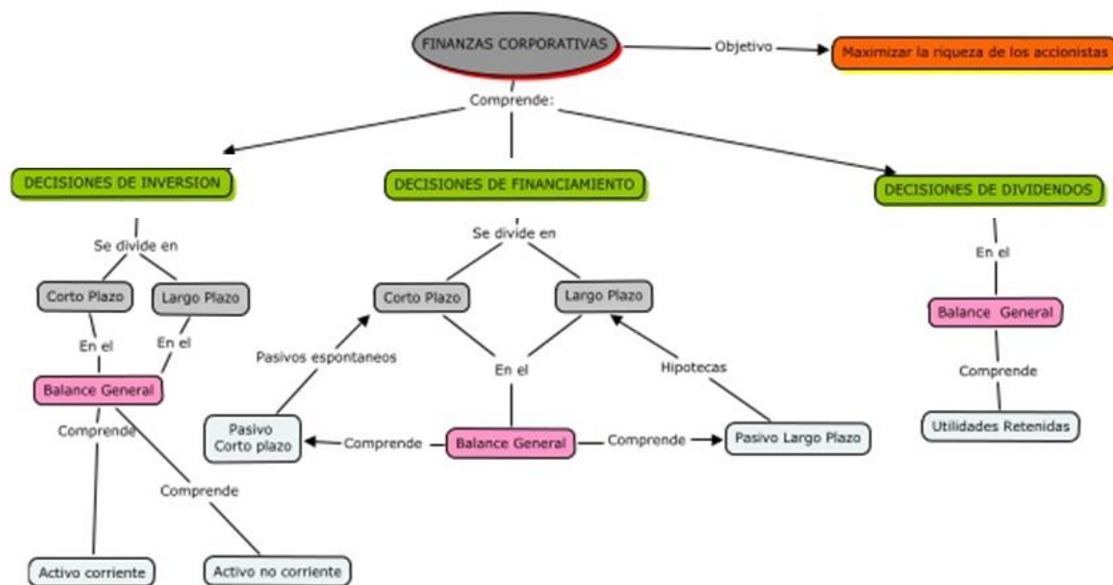 FINANZAS CORPORATIVAS
Objetivo
Maximizar la riqueza de los accionistas
Comprende:
DECISIONES DE INVERSION
DECISIONES DE FINANCIAMIENTO
DECISIONES DE DIVIDENDOS
Se divide en
Corto Plazo
Largo Plazo
En el
En el
Balance General
Comprende
Comprende
Activo corriente
Activo no corriente
Se divide en
Corto Plazo
Largo Plazo
Pasivos espontaneos
En el
Hipotecas
Pasivo
Corto plazo
Comprende
Balance General
Comprende
Pasivo Largo Plazo
En el
Balance General
Comprende
Utilidades Retenidas